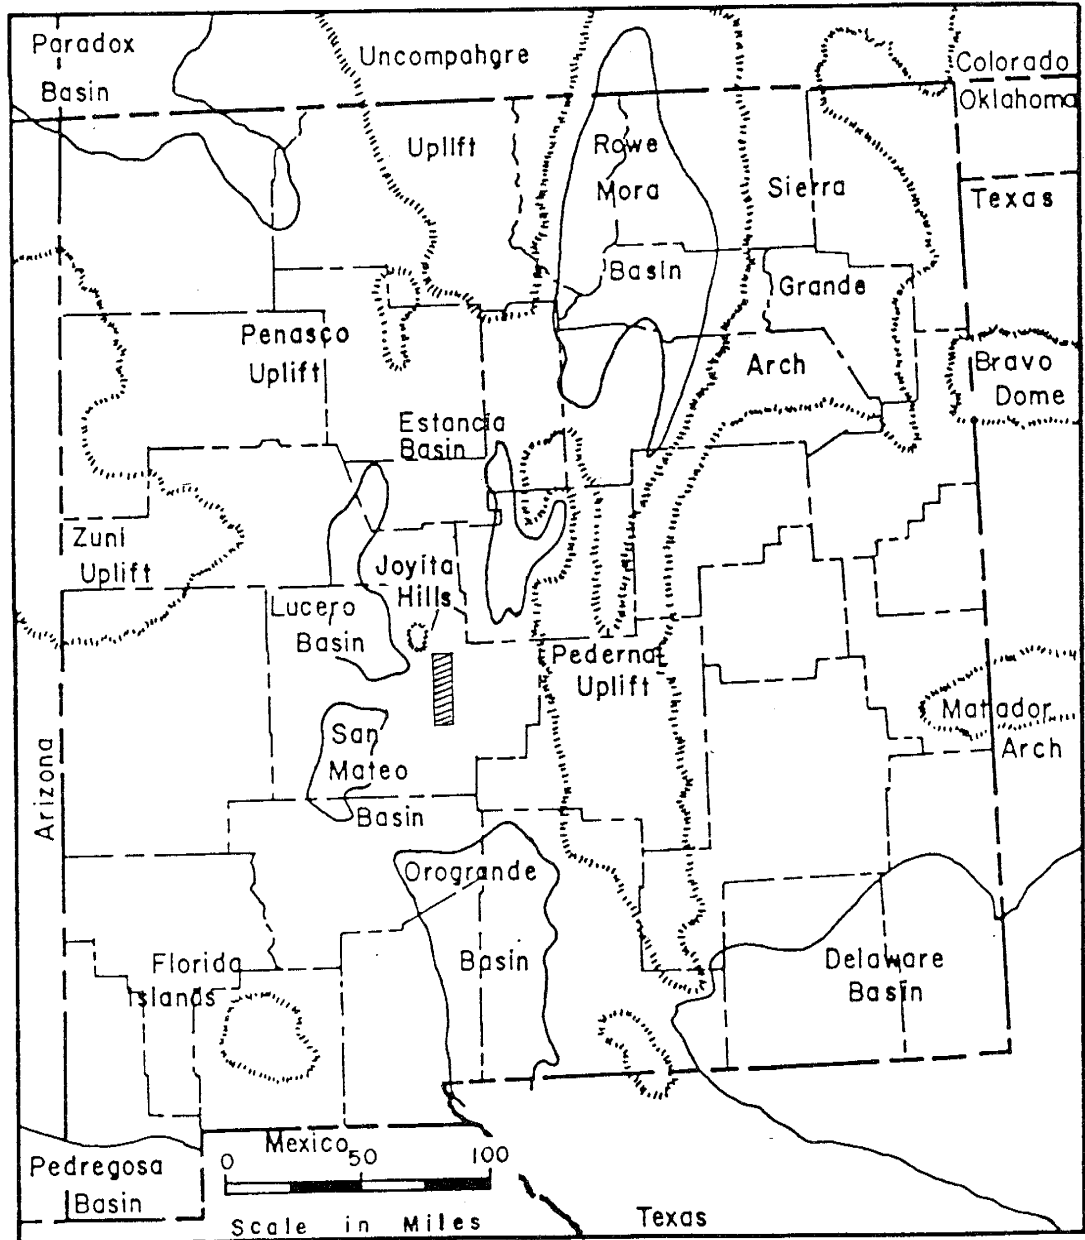 Paradox
Basin
Uncompahgre
Uplift
Colorado
Oklahoma
Texas
Rowe
Mora
Basin
Sierra
Grande
Arch
Penasco
Uplift
Bravo
Dome
Estancia
Basin
Zuni
Uplift
Joyita
Hills
Lucero
Basin
Pedernal
Uplift
San
Mateo
Basin
Matador
Arch
Arizona
Orogrande
Basin
Florida
Islands
Delaware
Basin
Mexico
Pedregosa
Basin
0 50 100
Scale in Miles
Texas